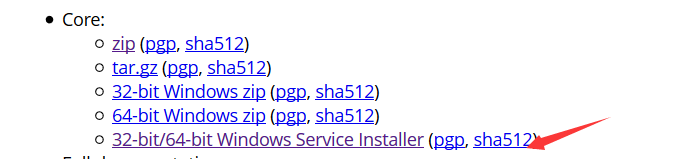 Core:
zip (pgp, sha512)
tar.gz (pgp, sha512)
32-bit Windows zip (pgp, sha512)
64-bit Windows zip (pgp, sha512)
32-bit/64-bit Windows Service Installer (pgp, sha512)